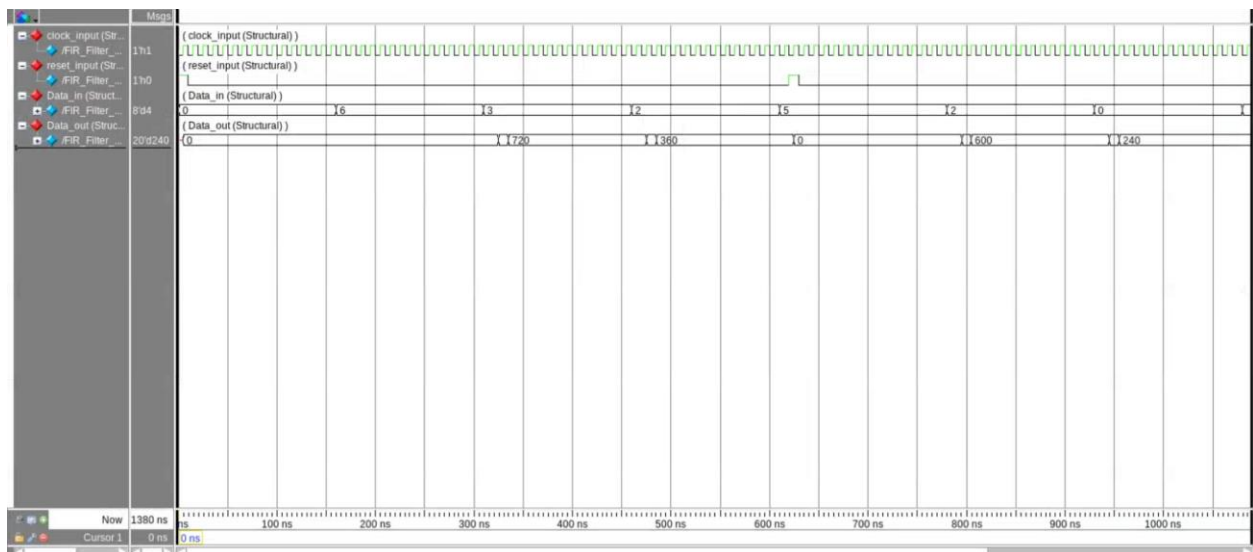 Msgs
clock_input (Str... ( clock_input (Structural) )
/FIR_Filter_... 1'h1
reset_input (Str... ( reset_input (Structural) )
/FIR_Filter_... 1'h0
Data_in (Struct... ( Data_in (Structural) )
/FIR_Filter_... 8'd4 0 6 3 2 5 2 0
Data_out (Struc... ( Data_out (Structural) )
/FIR_Filter_... 20'd240 0 720 360 0 600 240
Now 1380 ns ns 100 ns 200 ns 300 ns 400 ns 500 ns 600 ns 700 ns 800 ns 900 ns 1000 ns
Cursor 1 0 ns 0 ns